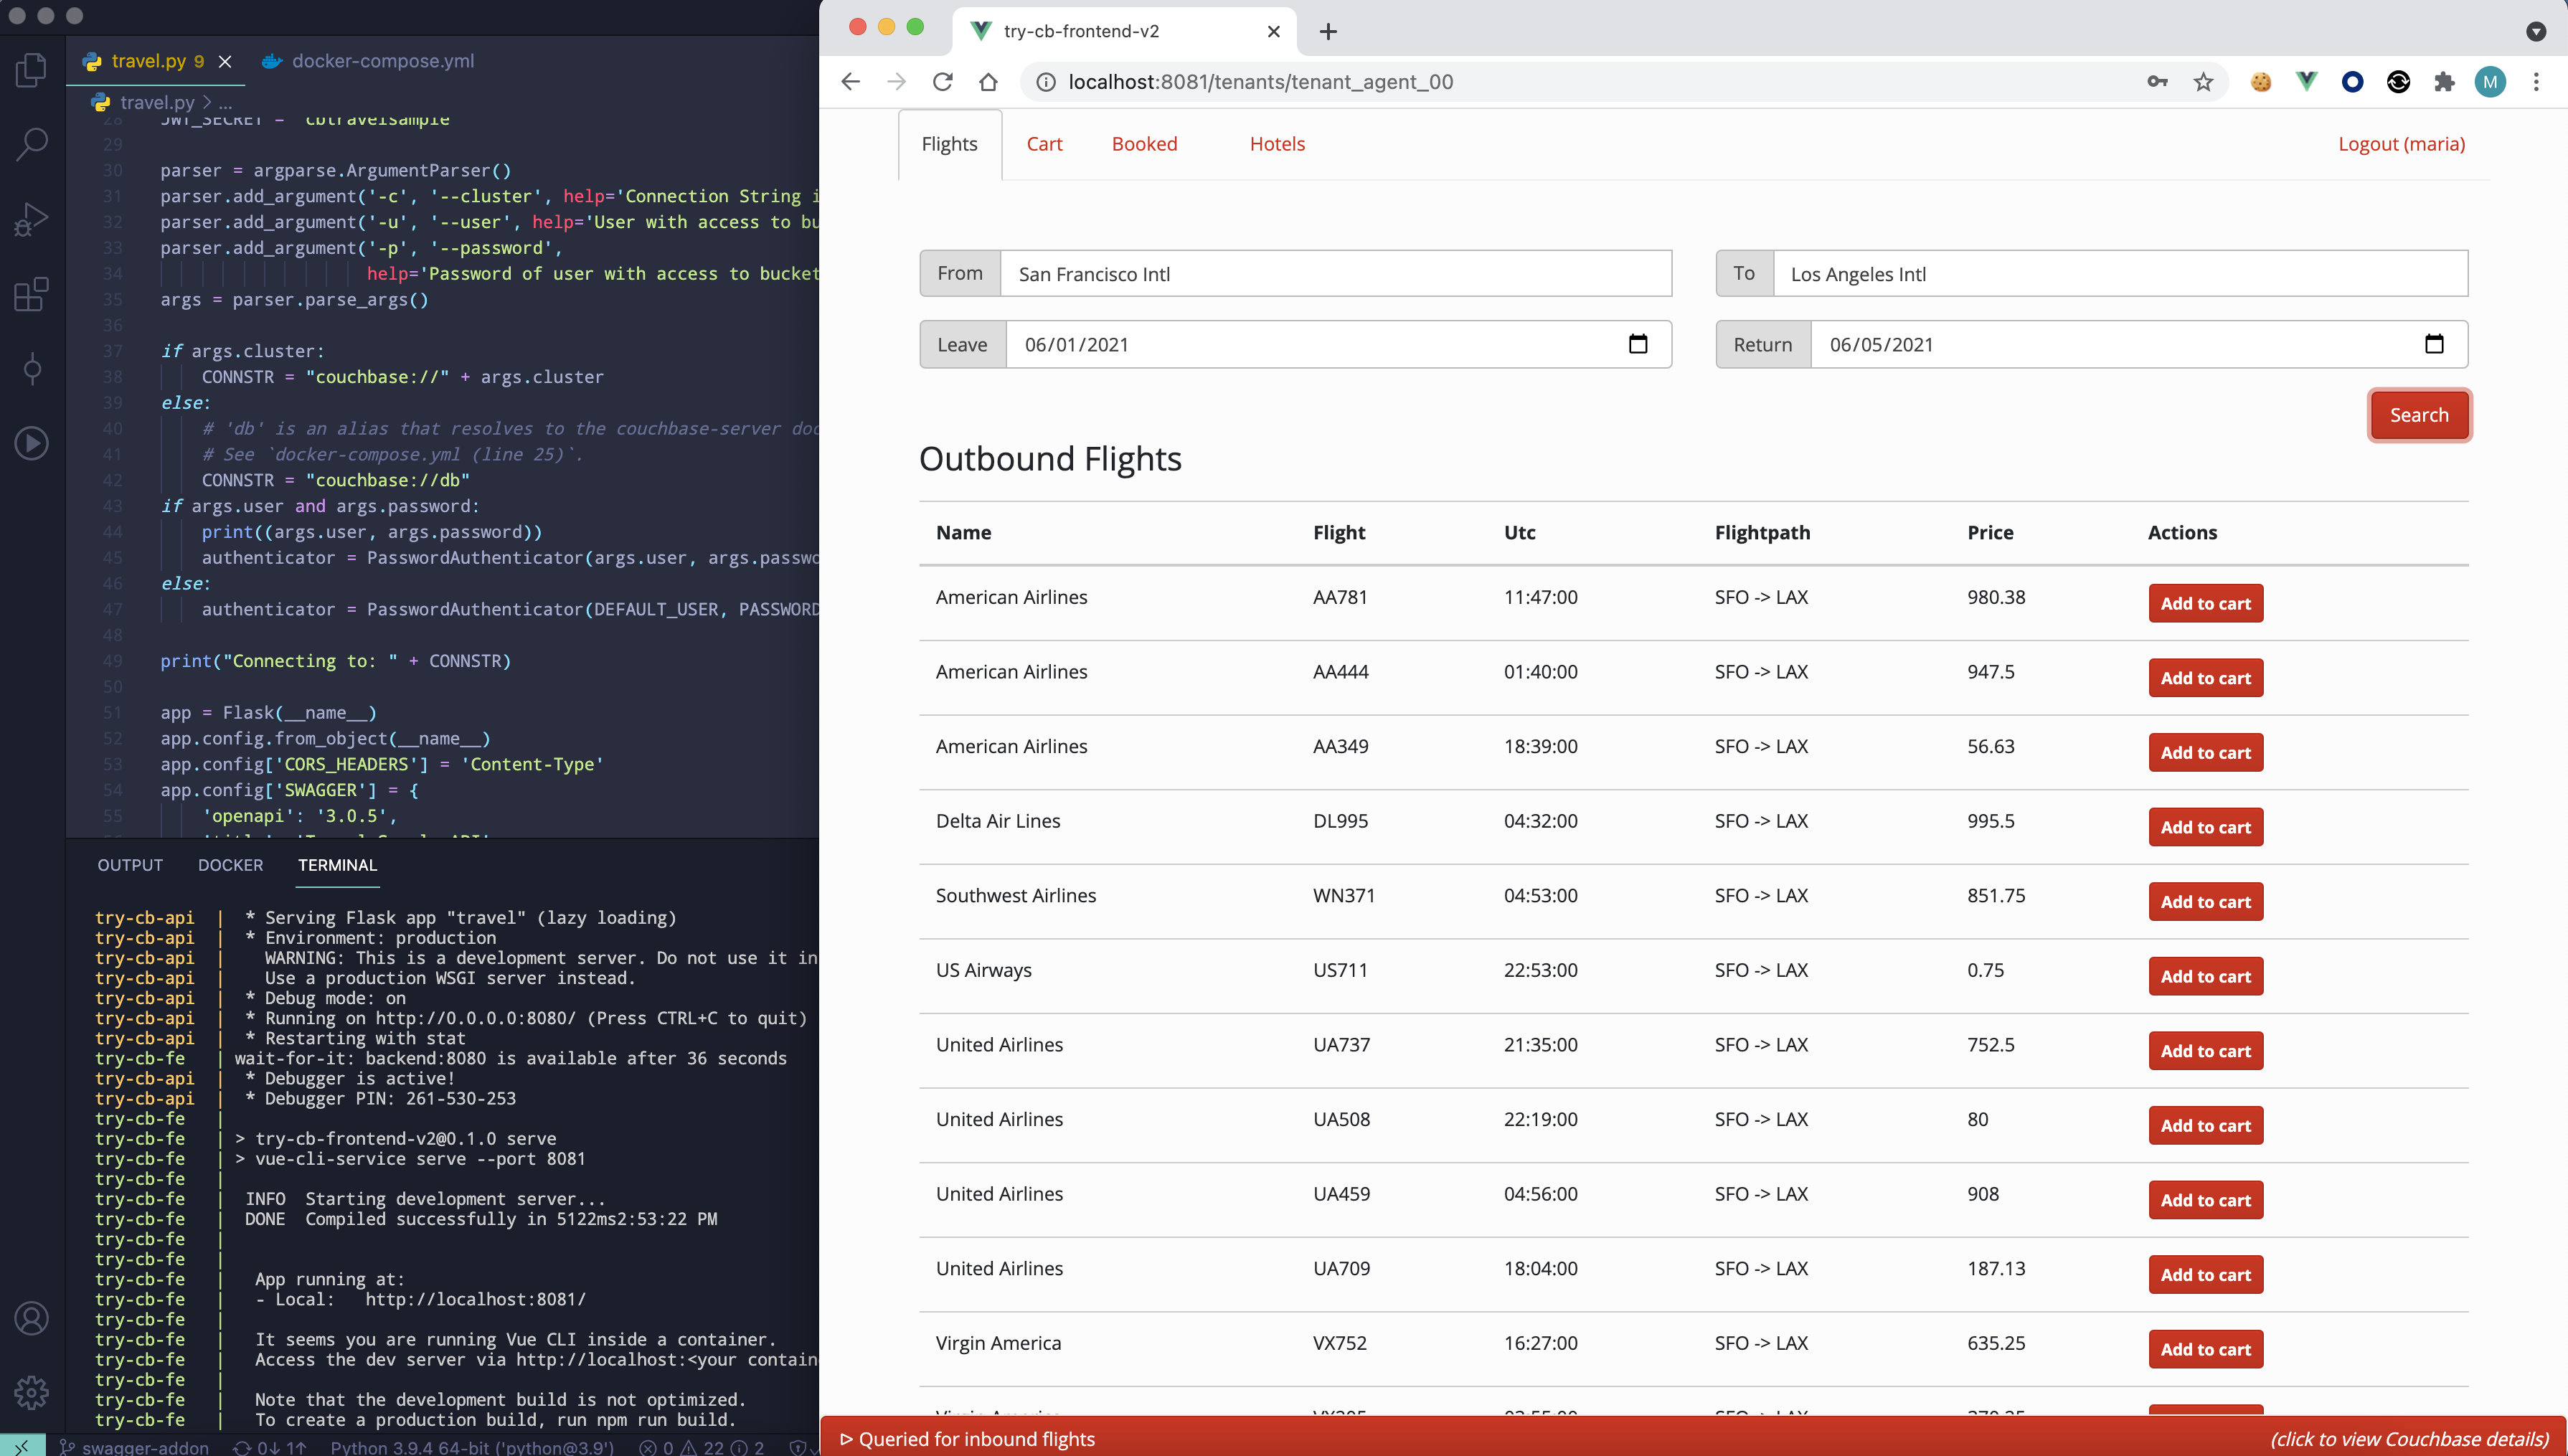 travel.py 9
docker-compose.yml
travel.py > ...
28 JWT_SECRET = 'cbtravelsample'
29
30 parser = argparse.ArgumentParser()
31 parser.add_argument('-c', '--cluster', help='Connection String i
32 parser.add_argument('-u', '--user', help='User with access to bu
33 parser.add_argument('-p', '--password',
34 help='Password of user with access to bucket
35 args = parser.parse_args()
36
37 if args.cluster:
38 CONNSTR = "couchbase://" + args.cluster
39 else:
40 # 'db' is an alias that resolves to the couchbase-server doc
41 # See `docker-compose.yml (line 25)`.
42 CONNSTR = "couchbase://db"
43 if args.user and args.password:
44 print((args.user, args.password))
45 authenticator = PasswordAuthenticator(args.user, args.passwo
46 else:
47 authenticator = PasswordAuthenticator(DEFAULT_USER, PASSWORD
48
49 print("Connecting to: " + CONNSTR)
50
51 app = Flask(__name__)
52 app.config.from_object(__name__)
53 app.config['CORS_HEADERS'] = 'Content-Type'
54 app.config['SWAGGER'] = {
55 'openapi': '3.0.5',
OUTPUT DOCKER TERMINAL
try-cb-api | * Serving Flask app "travel" (lazy loading)
try-cb-api | * Environment: production
try-cb-api | WARNING: This is a development server. Do not use it in
try-cb-api | Use a production WSGI server instead.
try-cb-api | * Debug mode: on
try-cb-api | * Running on http://0.0.0.0:8080/ (Press CTRL+C to quit)
try-cb-api | * Restarting with stat
try-cb-fe | wait-for-it: backend:8080 is available after 36 seconds
try-cb-api | * Debugger is active!
try-cb-api | * Debugger PIN: 261-530-253
try-cb-fe |
try-cb-fe | > try-cb-frontend-v2@0.1.0 serve
try-cb-fe | > vue-cli-service serve --port 8081
try-cb-fe |
try-cb-fe | INFO Starting development server...
try-cb-fe | DONE Compiled successfully in 5122ms2:53:22 PM
try-cb-fe |
try-cb-fe |
try-cb-fe | App running at:
try-cb-fe | - Local: http://localhost:8081/
try-cb-fe |
try-cb-fe | It seems you are running Vue CLI inside a container.
try-cb-fe | Access the dev server via http://localhost:<your contain
try-cb-fe |
try-cb-fe | Note that the development build is not optimized.
try-cb-fe | To create a production build, run npm run build.
swagger-addon 0↓ 1↑ Python 3.9.4 64-bit ('python@3.9') 0 22 2
try-cb-frontend-v2
localhost:8081/tenants/tenant_agent_00
M
Flights Cart Booked Hotels Logout (maria)
From San Francisco Intl To Los Angeles Intl
Leave 06/01/2021 Return 06/05/2021
Search
Outbound Flights
Name Flight Utc Flightpath Price Actions
American Airlines AA781 11:47:00 SFO -> LAX 980.38 Add to cart
American Airlines AA444 01:40:00 SFO -> LAX 947.5 Add to cart
American Airlines AA349 18:39:00 SFO -> LAX 56.63 Add to cart
Delta Air Lines DL995 04:32:00 SFO -> LAX 995.5 Add to cart
Southwest Airlines WN371 04:53:00 SFO -> LAX 851.75 Add to cart
US Airways US711 22:53:00 SFO -> LAX 0.75 Add to cart
United Airlines UA737 21:35:00 SFO -> LAX 752.5 Add to cart
United Airlines UA508 22:19:00 SFO -> LAX 80 Add to cart
United Airlines UA459 04:56:00 SFO -> LAX 908 Add to cart
United Airlines UA709 18:04:00 SFO -> LAX 187.13 Add to cart
Virgin America VX752 16:27:00 SFO -> LAX 635.25 Add to cart
Queried for inbound flights
(click to view Couchbase details)